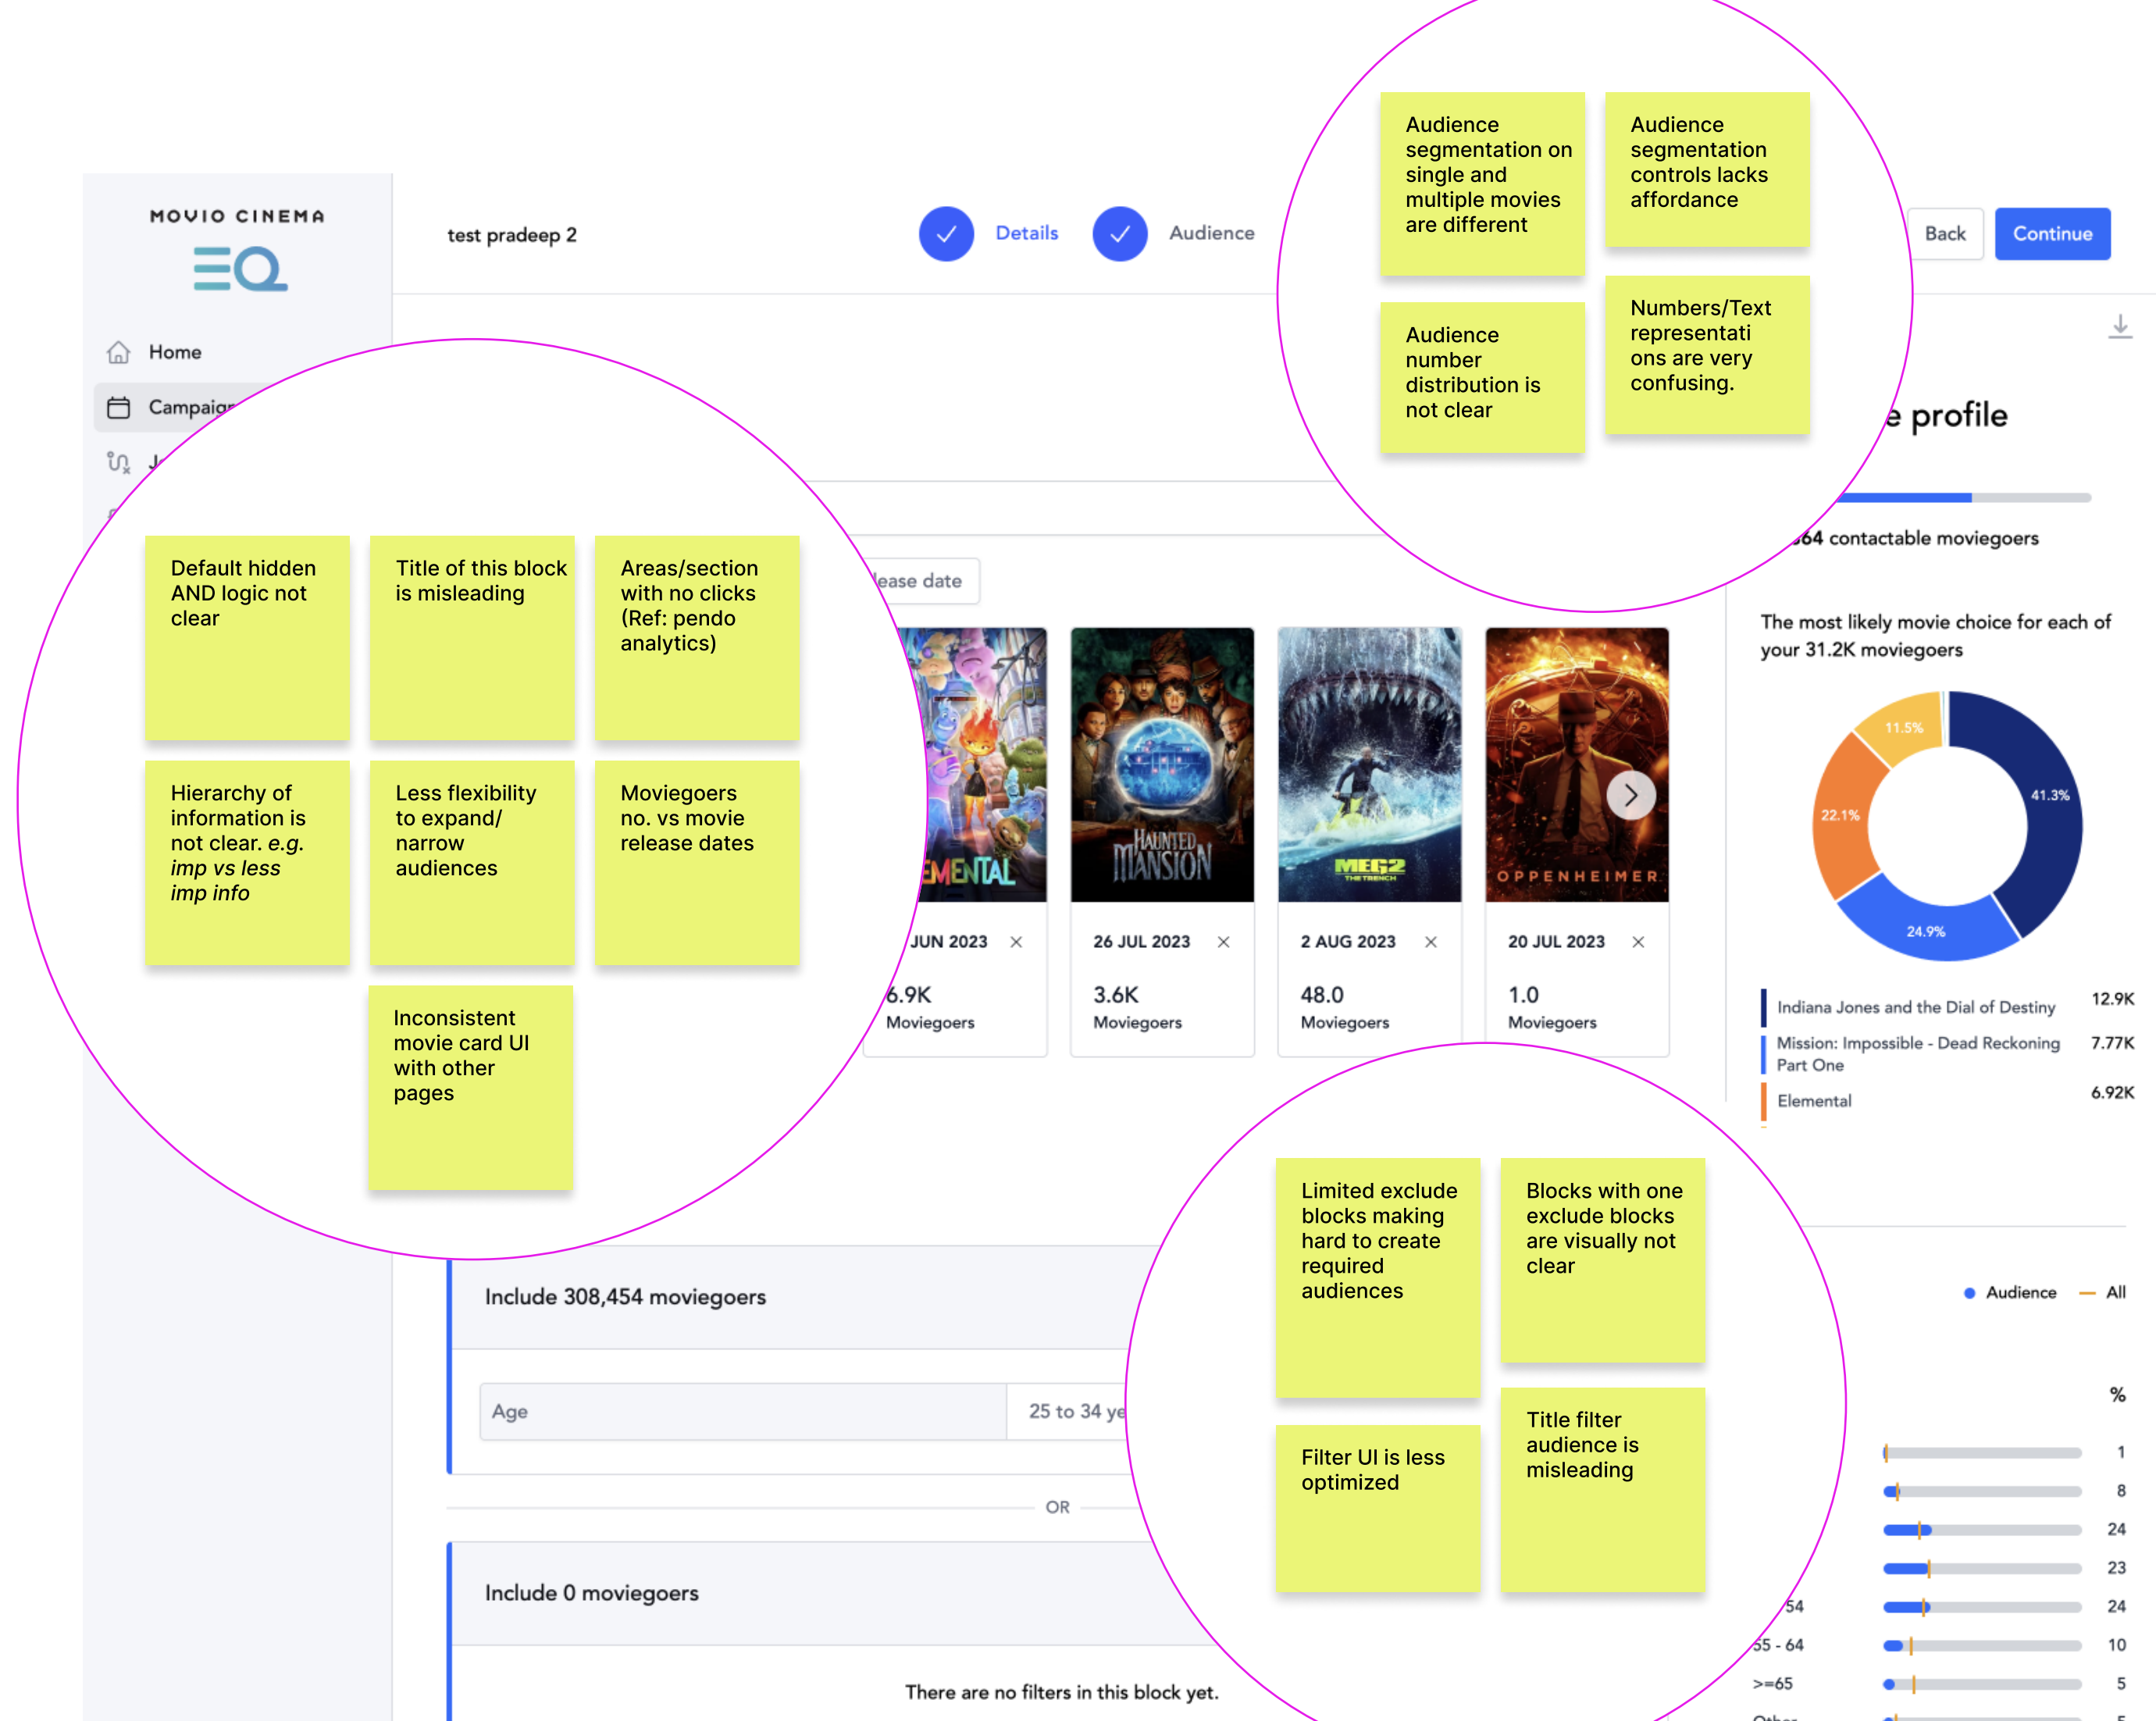 MOVIO CINEMA
EQ
Home
test pradeep 2
Details
Audience
Back
Continue
Audience
segmentation on
single and
multiple movies
are different
Audience
segmentation
controls lacks
affordance
Audience
number
distribution is
not clear
Numbers/Text
representati
ons are very
confusing.
Default hidden
AND logic not
clear
Title of this block
is misleading
Areas/section
with no clicks
(Ref: pendo
analytics)
Hierarchy of
information is
not clear. e.g.
imp vs less
imp info
Less flexibility
to expand/
narrow
audiences
Moviegoers
no. vs movie
release dates
Inconsistent
movie card UI
with other
pages
date
HAUNTED
MANSION
MEG2
THE TRENCH
OPPENHEIMER
JUN 2023
26 JUL 2023
2 AUG 2023
20 JUL 2023
6.9K
Moviegoers
3.6K
Moviegoers
48.0
Moviegoers
1.0
Moviegoers
profile
contactable moviegoers
The most likely movie choice for each of
your 31.2K moviegoers
11.5%
41.3%
22.1%
24.9%
Indiana Jones and the Dial of Destiny 12.9K
Mission: Impossible - Dead Reckoning 7.77K
Part One
Elemental 6.92K
Include 308,454 moviegoers
Age
25 to 34
OR
Include 0 moviegoers
There are no filters in this block yet.
Limited exclude
blocks making
hard to create
required
audiences
Blocks with one
exclude blocks
are visually not
clear
Filter UI is less
optimized
Title filter
audience is
misleading
Audience
All
%
1
8
24
23
54 24
55 - 64 10
>=65 5